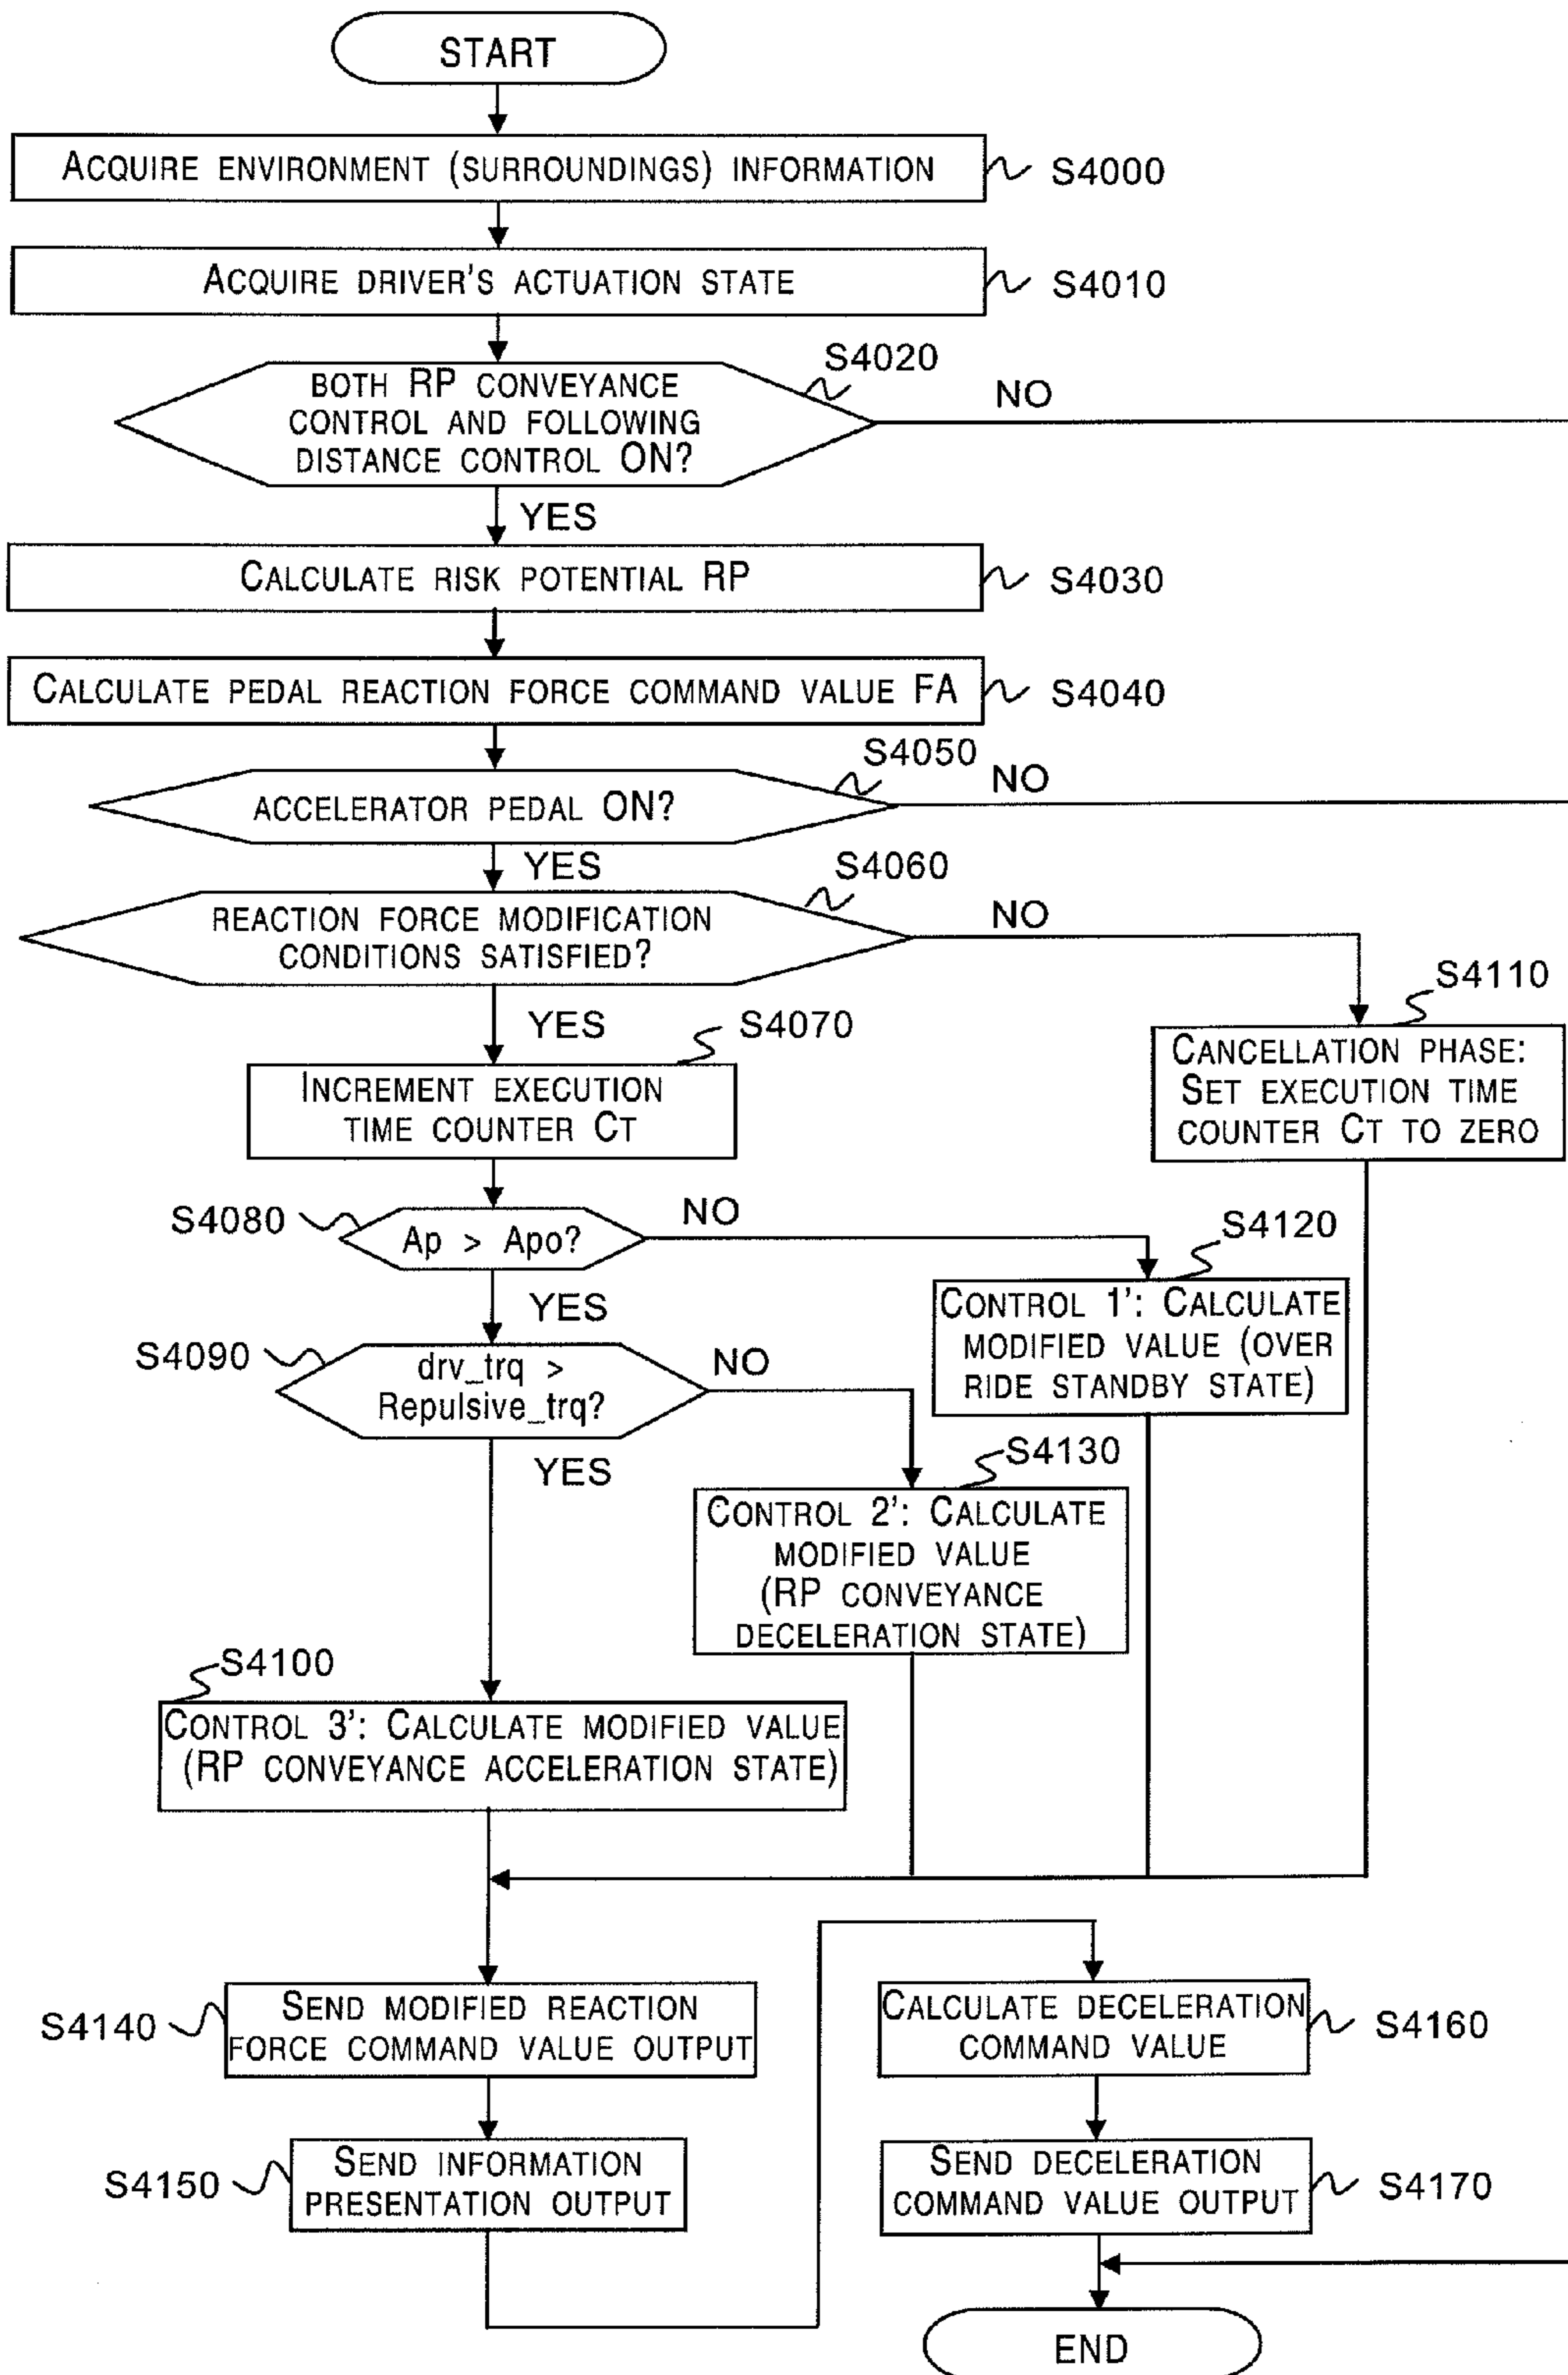 START
ACQUIRE ENVIRONMENT (SURROUNDINGS) INFORMATION
S4000
ACQUIRE DRIVER'S ACTUATION STATE
S4010
S4020
BOTH RP CONVEYANCE
CONTROL AND FOLLOWING
DISTANCE CONTROL ON?
NO
YES
CALCULATE RISK POTENTIAL RP
S4030
CALCULATE PEDAL REACTION FORCE COMMAND VALUE FA
S4040
S4050
ACCELERATOR PEDAL ON?
NO
YES
S4060
REACTION FORCE MODIFICATION
CONDITIONS SATISFIED?
NO
YES
S4070
INCREMENT EXECUTION
TIME COUNTER CT
S4110
CANCELLATION PHASE:
SET EXECUTION TIME
COUNTER CT TO ZERO
S4080
Ap > Apo?
NO
YES
S4120
CONTROL 1': CALCULATE
MODIFIED VALUE (OVER
RIDE STANDBY STATE)
S4090
drv_trq >
Repulsive_trq?
NO
YES
S4130
CONTROL 2': CALCULATE
MODIFIED VALUE
(RP CONVEYANCE
DECELERATION STATE)
S4100
CONTROL 3': CALCULATE MODIFIED VALUE
(RP CONVEYANCE ACCELERATION STATE)
S4140
SEND MODIFIED REACTION
FORCE COMMAND VALUE OUTPUT
S4150
SEND INFORMATION
PRESENTATION OUTPUT
CALCULATE DECELERATION
COMMAND VALUE
S4160
SEND DECELERATION
COMMAND VALUE OUTPUT
S4170
END